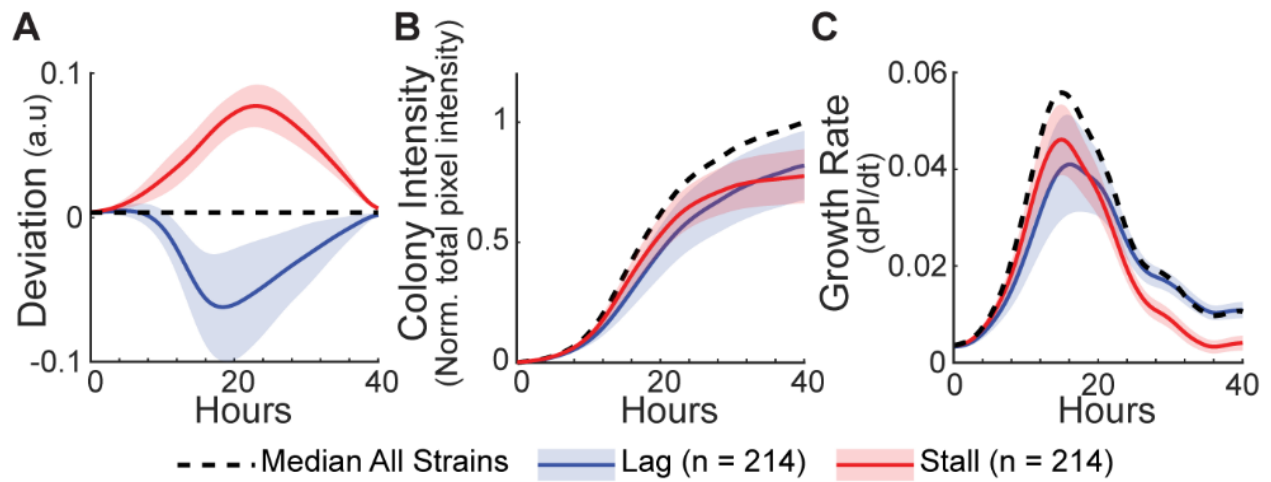 A
Deviation (a.u)
0.1
0
-0.1
0
20
40
Hours
B
Colony Intensity
(Norm. total pixel intensity)
1
0.5
0
0
20
40
Hours
C
Growth Rate
(dPI/dt)
0.06
0.04
0.02
0
0
20
40
Hours
Median All Strains
Lag (n = 214)
Stall (n = 214)